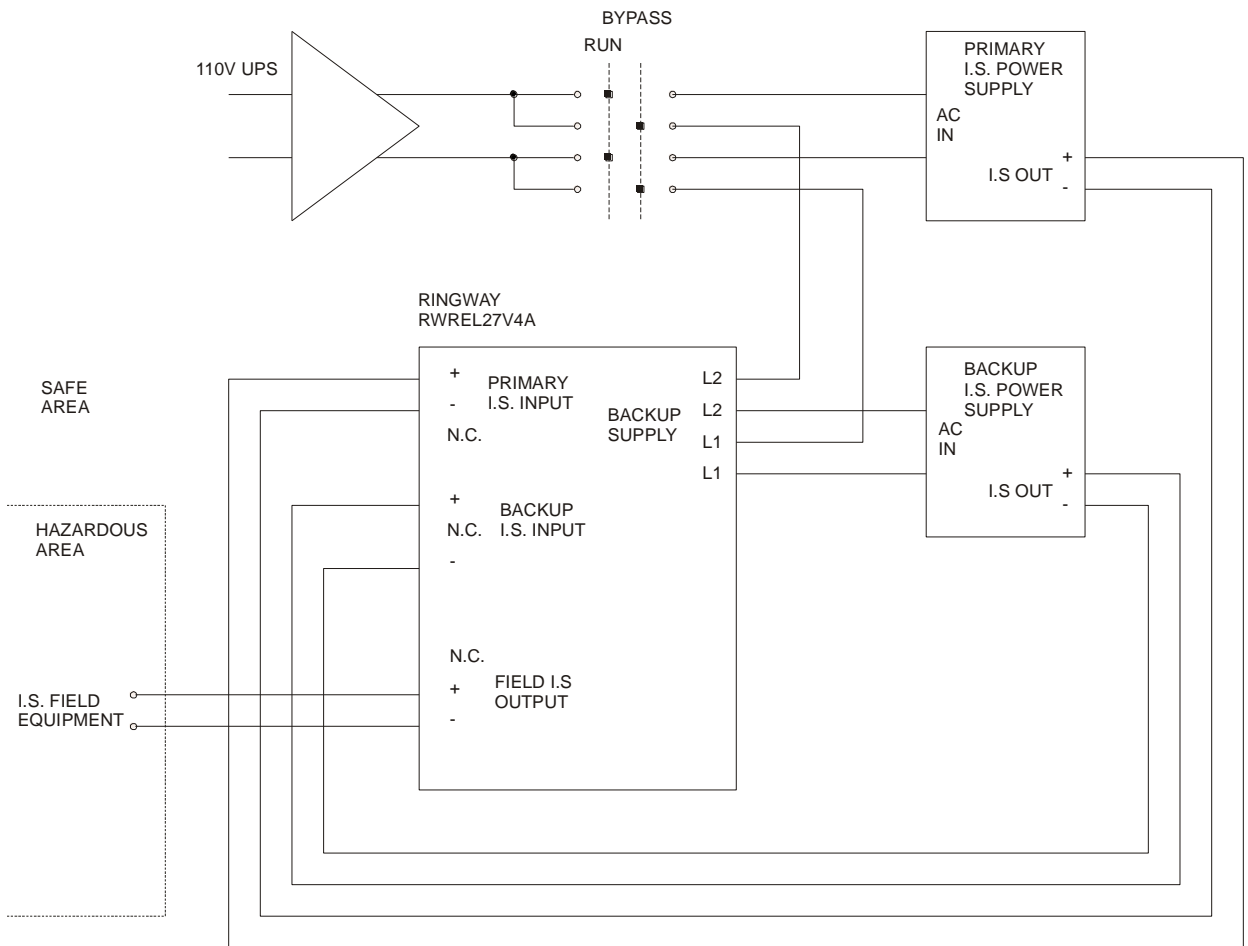 BYPASS
RUN
110V UPS
PRIMARY
I.S. POWER
SUPPLY
AC
IN
+
I.S OUT
-
RINGWAY
RWREL27V4A
SAFE
AREA
+
PRIMARY
I.S. INPUT
-
N.C.
BACKUP
SUPPLY
L2
L2
L1
L1
BACKUP
I.S. POWER
SUPPLY
AC
IN
+
I.S OUT
-
+
BACKUP
N.C. I.S. INPUT
-
HAZARDOUS
AREA
N.C.
+
FIELD I.S
OUTPUT
-
I.S. FIELD
EQUIPMENT